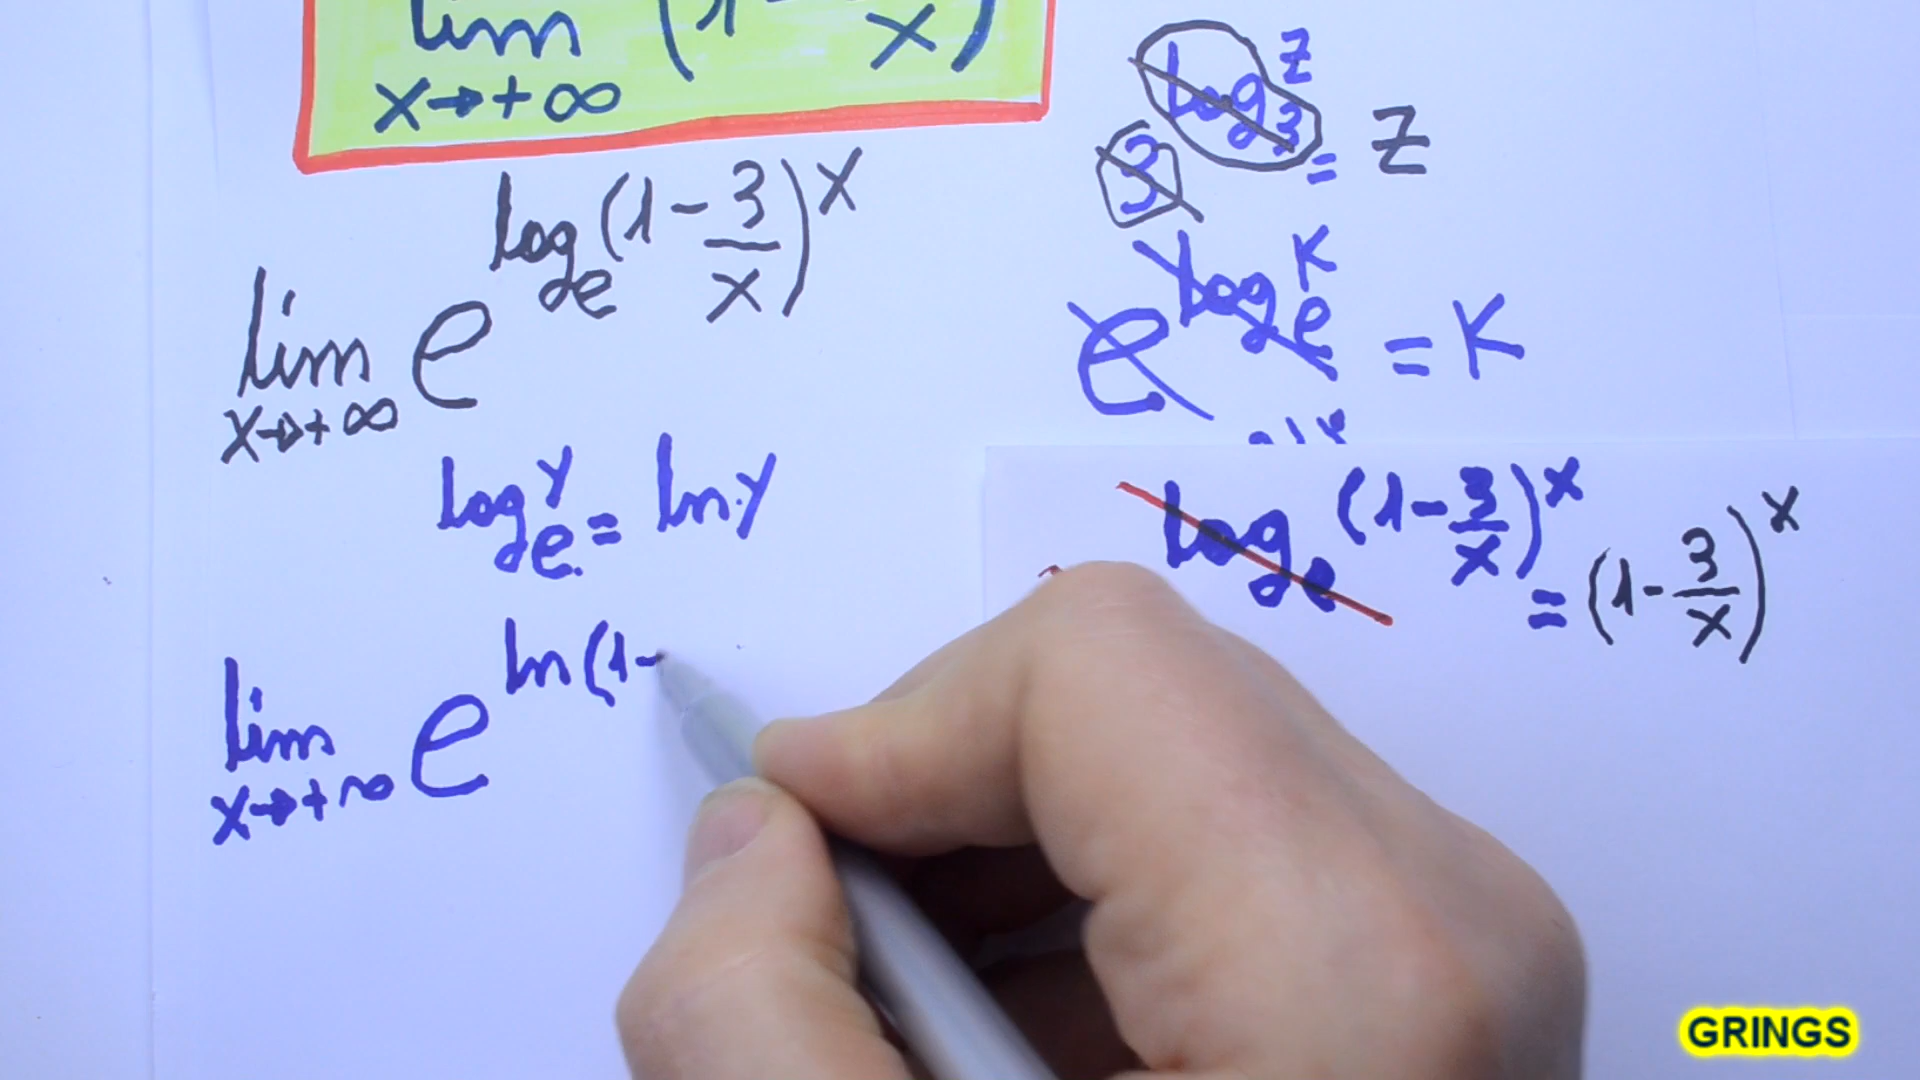 lim (1 - x)
x→+∞
lim e^log_e (1 - 3/x)^x
x→+∞
log_e^y = ln y
lim e^ln (1-
x→+∞
3^log_3^z = z
e^log_e^K = K
log_e (1 - 3/x)^x = (1 - 3/x)^x
GRINGS